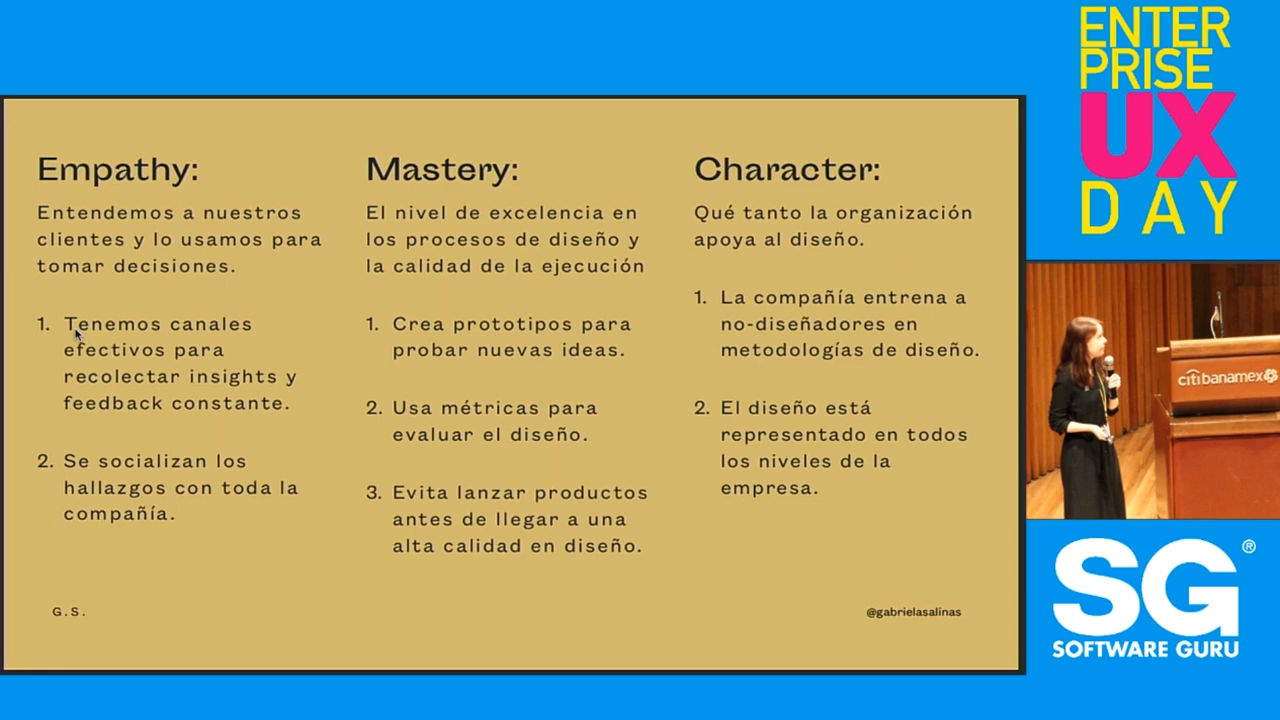 Empathy:
Entendemos a nuestros
clientes y lo usamos para
tomar decisiones.
1. Tenemos canales
efectivos para
recolectar insights y
feedback constante.
2. Se socializan los
hallazgos con toda la
compañía.
Mastery:
El nivel de excelencia en
los procesos de diseño y
la calidad de la ejecución
1. Crea prototipos para
probar nuevas ideas.
2. Usa métricas para
evaluar el diseño.
3. Evita lanzar productos
antes de llegar a una
alta calidad en diseño.
Character:
Qué tanto la organización
apoya al diseño.
1. La compañía entrena a
no-diseñadores en
metodologías de diseño.
2. El diseño está
representado en todos
los niveles de la
empresa.
G.S.
@gabrielasalinas
ENTER
PRISE
UX
DAY
citibanamex
SG®
SOFTWARE GURU